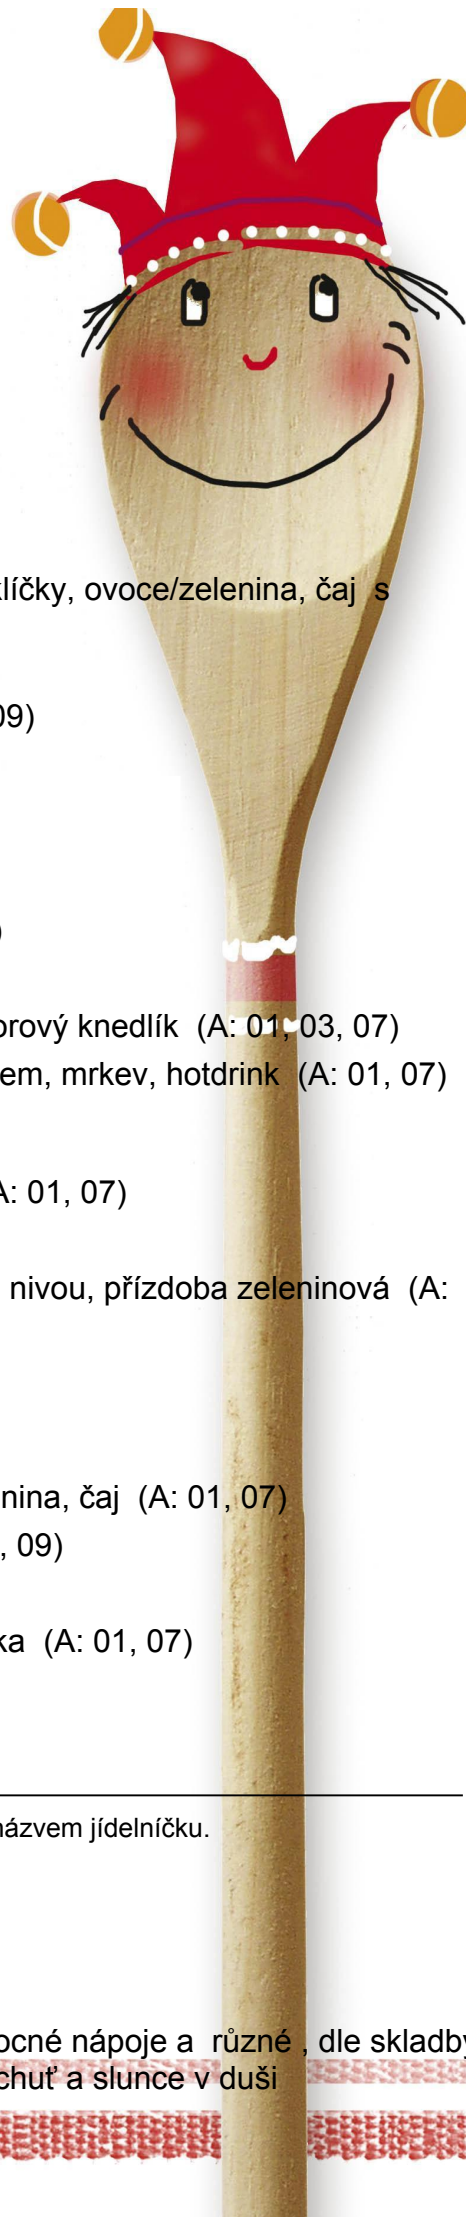 líčky, ovoce/zelenina, čaj s
09)
)
orový knedlík (A: 01, 03, 07)
em, mrkev, hotdrink (A: 01, 07)
A: 01, 07)
nivou, přízdoba zeleninová (A:
nina, čaj (A: 01, 07)
, 09)
ka (A: 01, 07)
názvem jídelníčku.
ocné nápoje a různé , dle skladby
chuť a slunce v duši